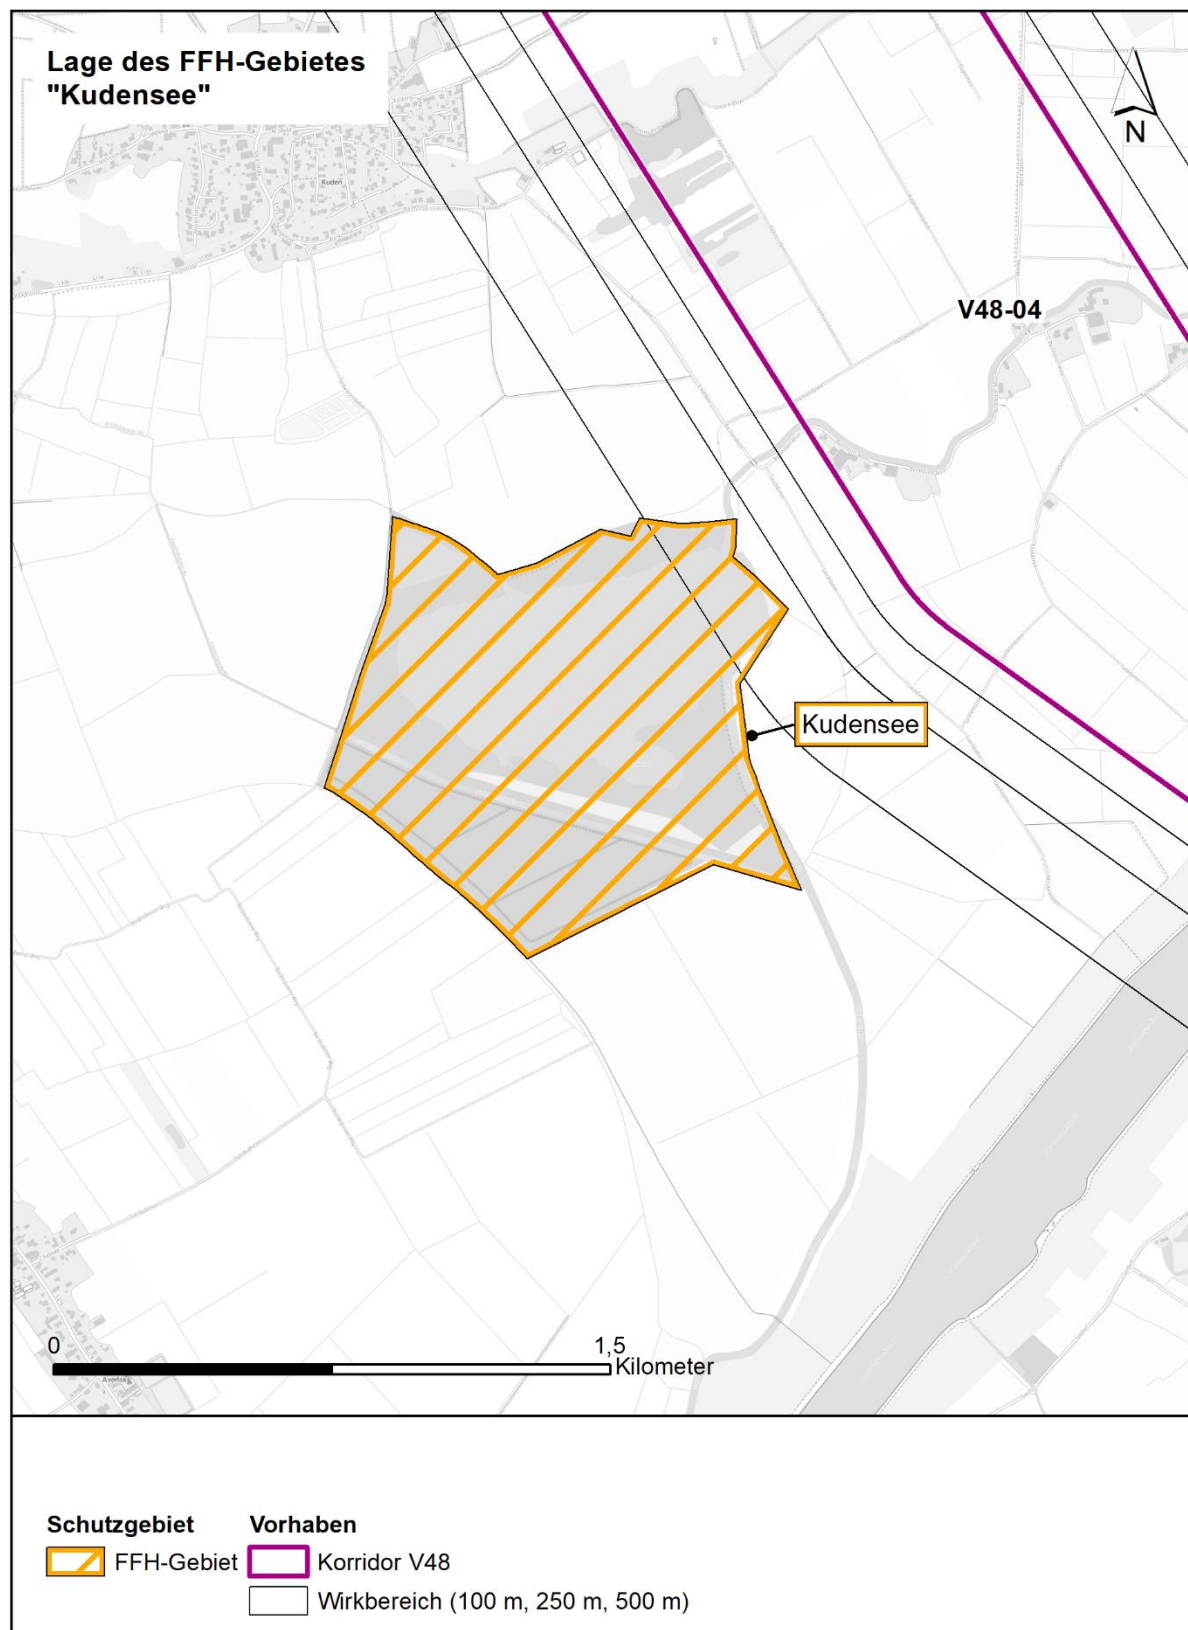 Lage des FFH-Gebietes
"Kudensee"
N
Kuden
V48-04
Kudensee
0
1,5
Kilometer
Schutzgebiet
Vorhaben
FFH-Gebiet
Korridor V48
Wirkbereich (100 m, 250 m, 500 m)